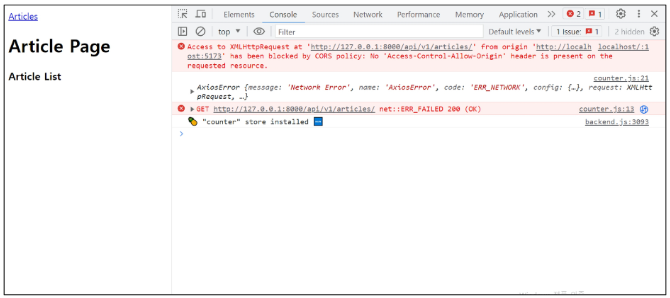 Articles
Article Page
Article List
Elements Console Sources Network Performance Memory Application 2 1
top Filter Default levels 1 Issue: 1 2 hidden
Access to XMLHttpRequest at 'http://127.0.0.1:8000/api/v1/articles/' from origin 'http://localh localhost/:1
ost:5173' has been blocked by CORS policy: No 'Access-Control-Allow-Origin' header is present on the
requested resource.
counter.js:21
AxiosError {message: 'Network Error', name: 'AxiosError', code: 'ERR_NETWORK', config: {…}, request: XMLHtt
pRequest, …}
GET http://127.0.0.1:8000/api/v1/articles/ net::ERR_FAILED 200 (OK) counter.js:13
"counter" store installed backend.js:3093